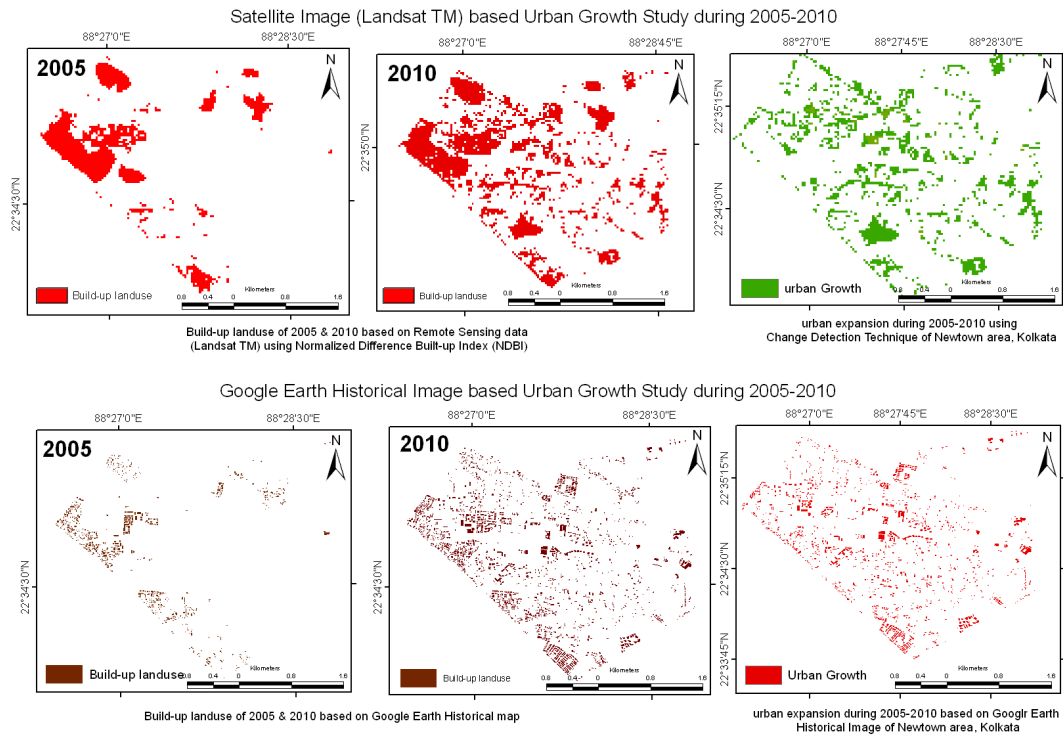 Satellite Image (Landsat TM) based Urban Growth Study during 2005-2010
88°27'0"E 88°28'30"E
2005
N
22°34'30"N
Build-up landuse
Kilometers
0.8 0.4 0 0.8 1.6
88°27'0"E 88°28'45"E
2010
N
22°35'0"N
Build-up landuse
Kilometers
0.8 0.4 0 0.8 1.6
88°27'0"E 88°27'45"E 88°28'30"E
N
22°35'15"N
22°34'30"N
urban Growth
Kilometers
0.8 0.4 0 0.8 1.6
Build-up landuse of 2005 & 2010 based on Remote Sensing data
(Landsat TM) using Normalized Difference Built-up Index (NDBI)
urban expansion during 2005-2010 using
Change Detection Technique of Newtown area, Kolkata
Google Earth Historical Image based Urban Growth Study during 2005-2010
88°27'0"E 88°28'30"E
2005
N
22°34'30"N
Build-up landuse
Kilometers
0.8 0.4 0 0.8 1.6
88°27'0"E 88°28'30"E
2010
N
22°34'30"N
Build-up landuse
Kilometers
0.8 0.4 0 0.8 1.6
88°27'0"E 88°27'45"E 88°28'30"E
N
22°35'15"N
22°34'30"N
22°33'45"N
Urban Growth
Kilometers
0.8 0.4 0 0.8 1.6
Build-up landuse of 2005 & 2010 based on Google Earth Historical map
urban expansion during 2005-2010 based on Googlr Earth
Historical Image of Newtown area, Kolkata